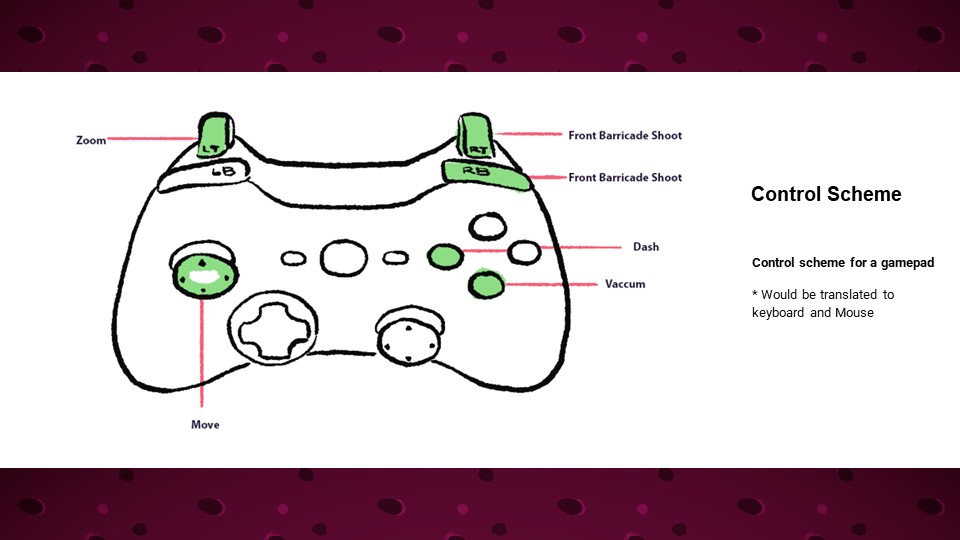 Zoom
LT
LB
RT
RB
Front Barricade Shoot
Front Barricade Shoot
Dash
Vaccum
Move
Control Scheme
Control scheme for a gamepad
* Would be translated to
keyboard and Mouse